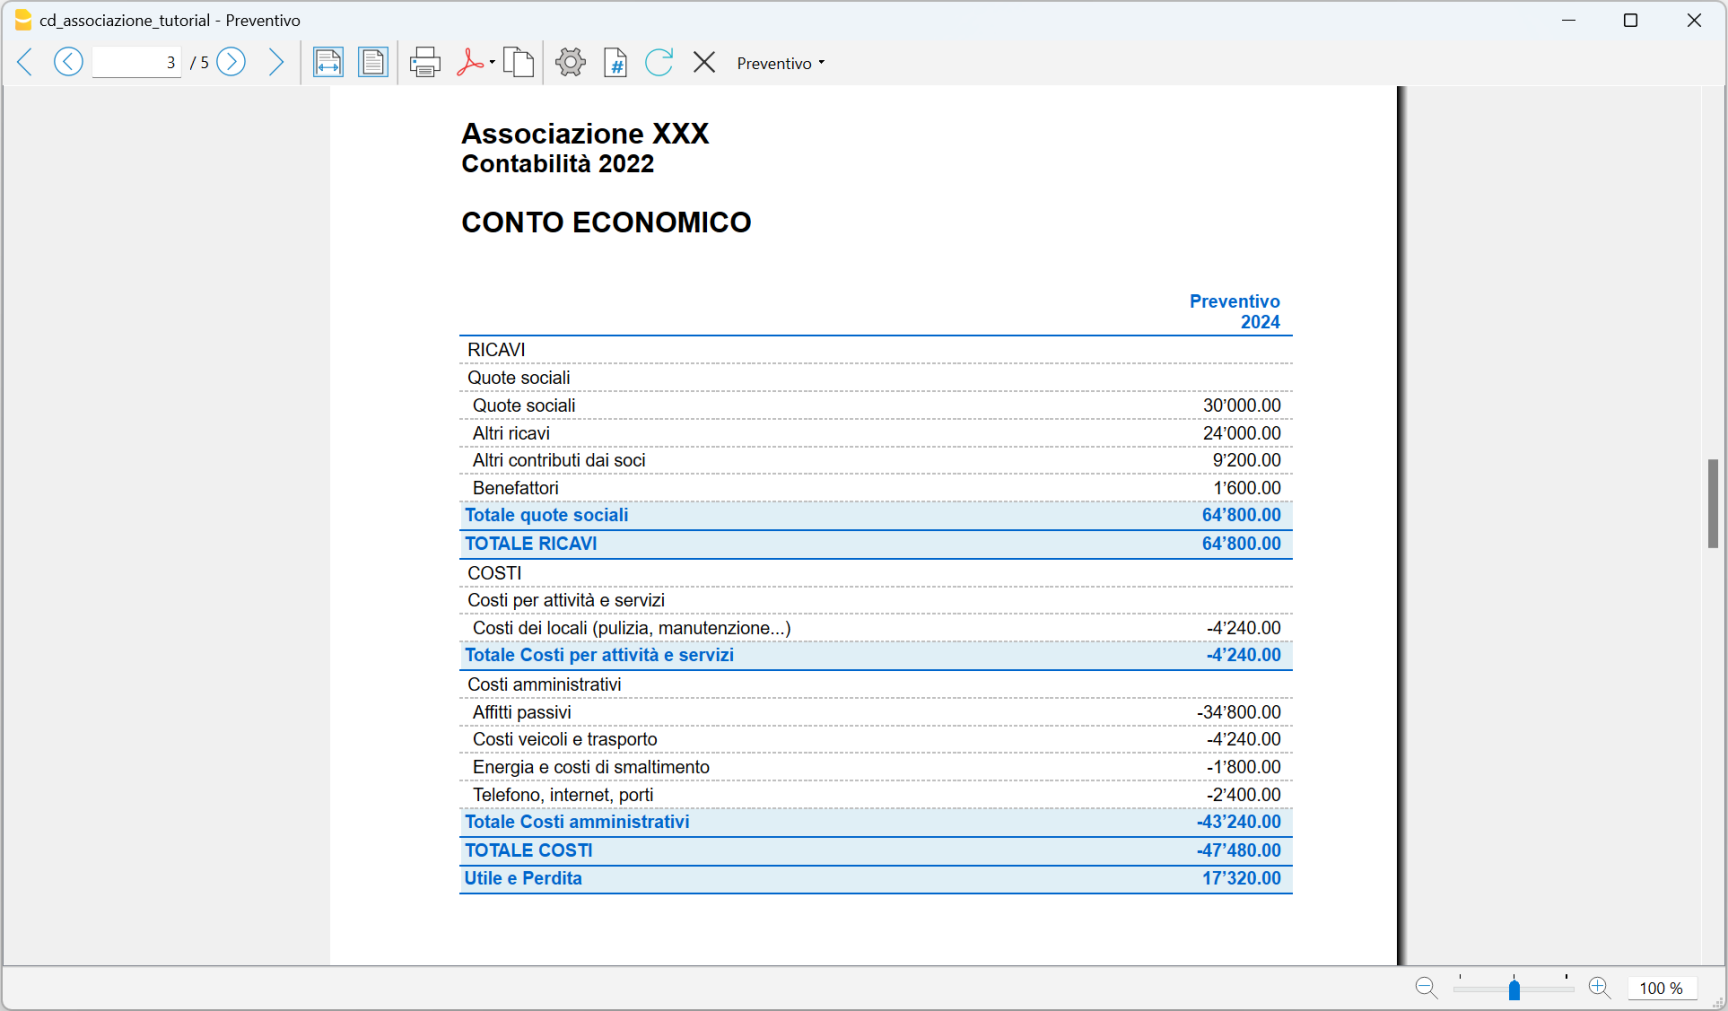 cd_associazione_tutorial - Preventivo
3 / 5 # Preventivo
Associazione XXX
Contabilità 2022
CONTO ECONOMICO
Preventivo
2024
RICAVI
Quote sociali
Quote sociali 30’000.00
Altri ricavi 24’000.00
Altri contributi dai soci 9’200.00
Benefattori 1’600.00
Totale quote sociali 64’800.00
TOTALE RICAVI 64’800.00
COSTI
Costi per attività e servizi
Costi dei locali (pulizia, manutenzione...) -4’240.00
Totale Costi per attività e servizi -4’240.00
Costi amministrativi
Affitti passivi -34’800.00
Costi veicoli e trasporto -4’240.00
Energia e costi di smaltimento -1’800.00
Telefono, internet, porti -2’400.00
Totale Costi amministrativi -43’240.00
TOTALE COSTI -47’480.00
Utile e Perdita 17’320.00
100 %